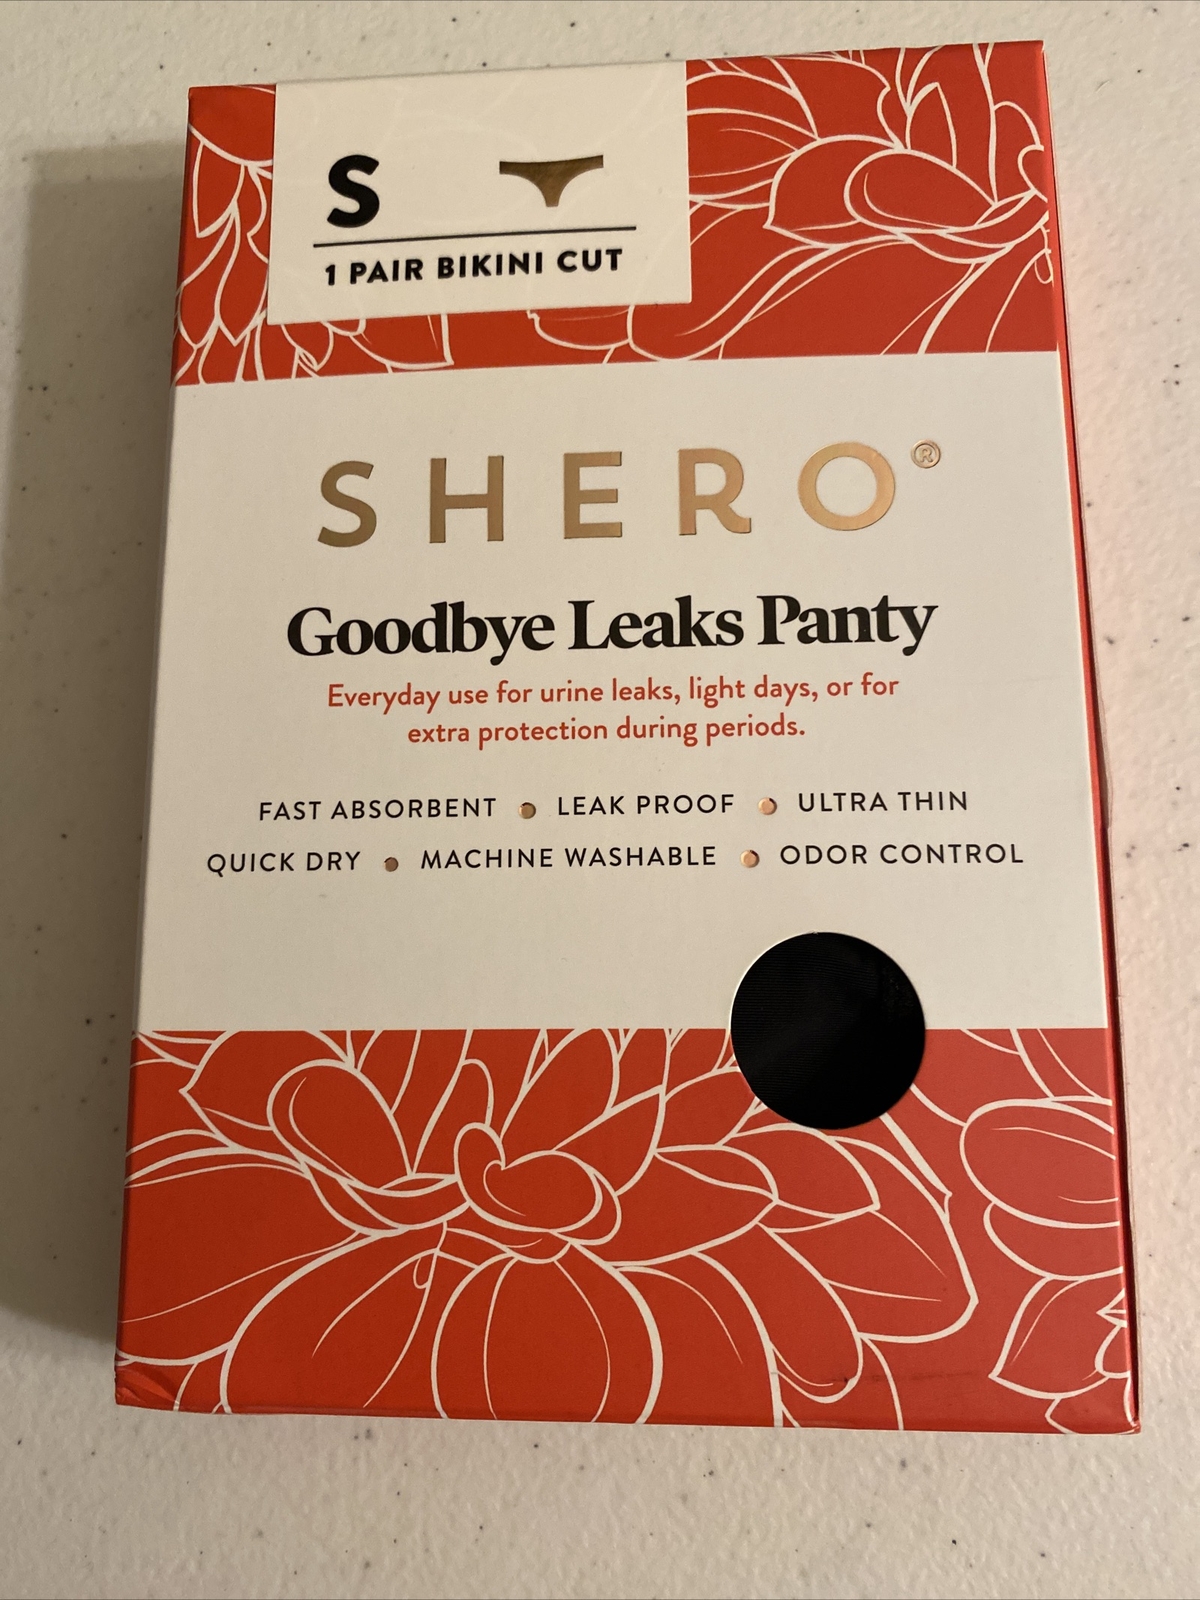 S
1 PAIR BIKINI CUT
SHERO®
Goodbye Leaks Panty
Everyday use for urine leaks, light days, or for
extra protection during periods.
FAST ABSORBENT • LEAK PROOF • ULTRA THIN
QUICK DRY • MACHINE WASHABLE • ODOR CONTROL